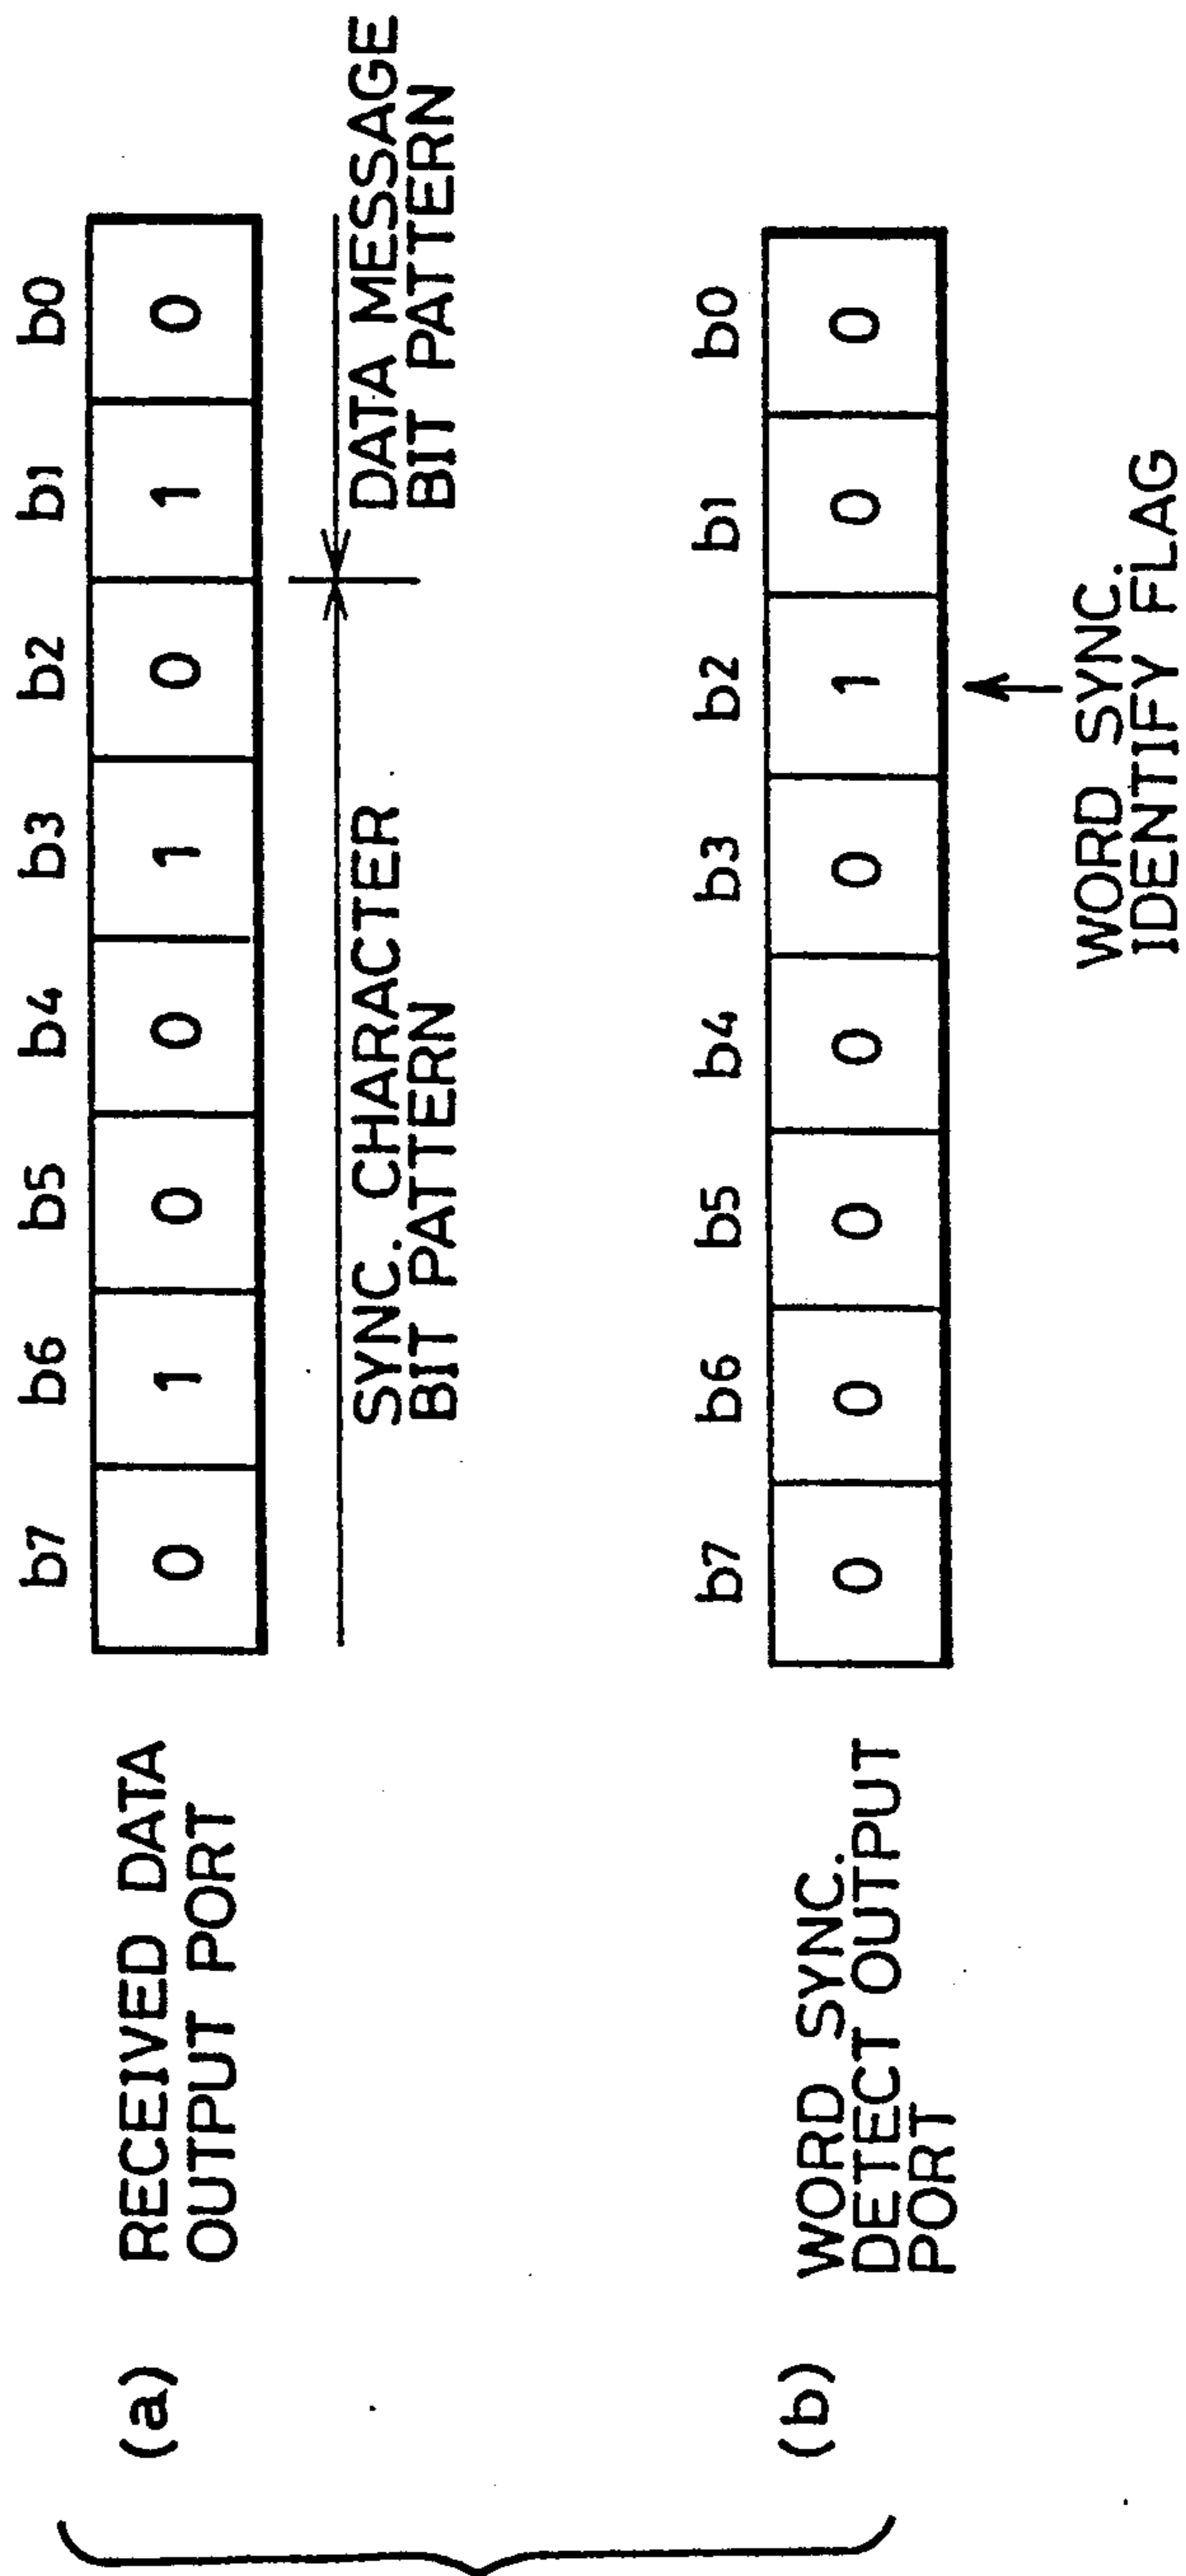 (a) RECEIVED DATA
OUTPUT PORT
b7 b6 b5 b4 b3 b2 b1 b0
0 1 0 0 1 0 1 0
SYNC. CHARACTER
BIT PATTERN
DATA MESSAGE
BIT PATTERN
(b) WORD SYNC.
DETECT OUTPUT
PORT
b7 b6 b5 b4 b3 b2 b1 b0
0 0 0 0 0 1 0 0
WORD SYNC.
IDENTIFY FLAG